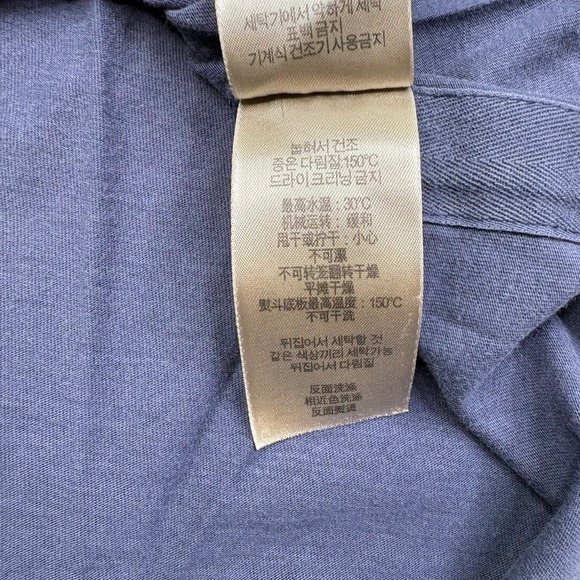 세탁기에서 약하게 세탁
표백 금지
기계식 건조기 사용금지
눕혀서 건조
중온 다림질:150°C
드라이 크리닝 금지
最高水温：30°C
机械运转：缓和
甩干或拧干：小心
不可漂
不可转笼翻转干燥
平摊干燥
熨斗底板最高温度：150°C
不可干洗
뒤집어서 세탁할 것
같은 색상끼리 세탁가능
뒤집어서 다림질
反面洗涤
相近色洗涤
反面熨烫